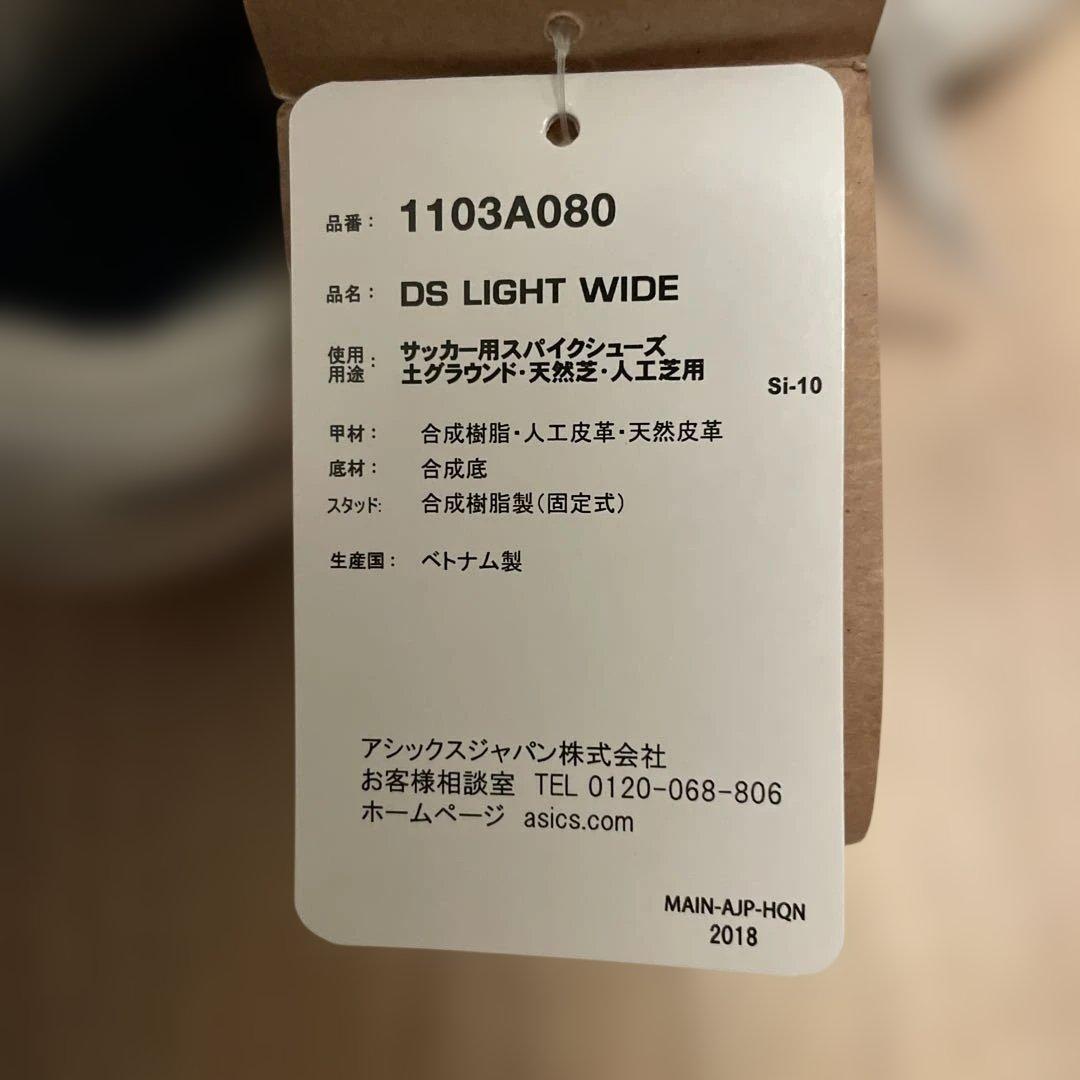 品番： 1103A080
品名： DS LIGHT WIDE
使用用途： サッカー用スパイクシューズ
土グラウンド・天然芝・人工芝用
Si-10
甲材： 合成樹脂・人工皮革・天然皮革
底材： 合成底
スタッド: 合成樹脂製（固定式）
生産国： ベトナム製
アシックスジャパン株式会社
お客様相談室 TEL 0120-068-806
ホームページ asics.com
MAIN-AJP-HQN
2018